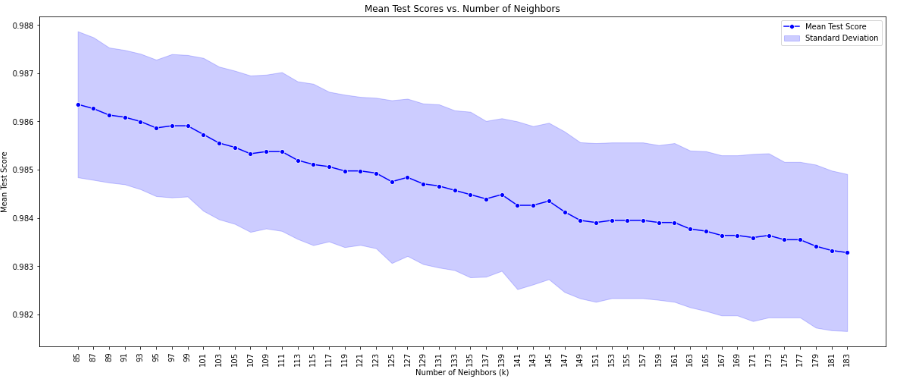 Mean Test Scores vs. Number of Neighbors
Mean Test Score
Standard Deviation
Mean Test Score
0.988
0.987
0.986
0.985
0.984
0.983
0.982
85 87 89 91 93 95 97 99 101 103 105 107 109 111 113 115 117 119 121 123 125 127 129 131 133 135 137 139 141 143 145 147 149 151 153 155 157 159 161 163 165 167 169 171 173 175 177 179 181 183
Number of Neighbors (k)